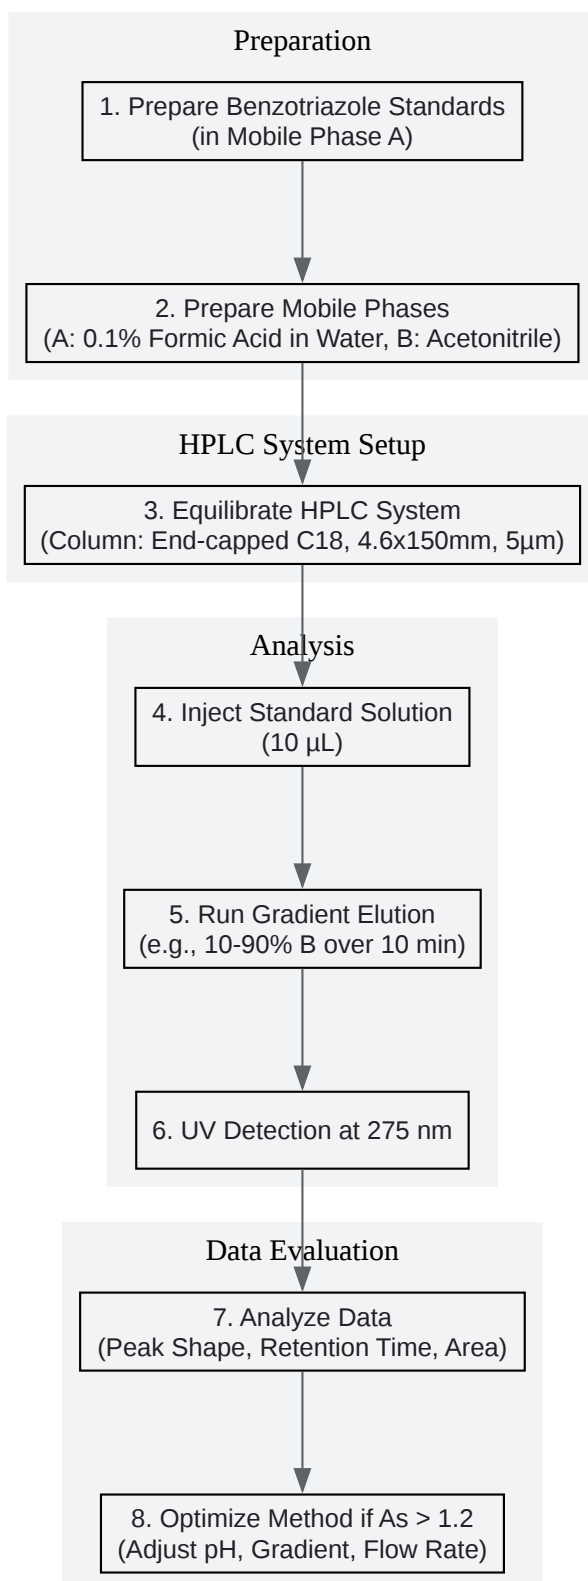 Preparation
1. Prepare Benzotriazole Standards
(in Mobile Phase A)
2. Prepare Mobile Phases
(A: 0.1% Formic Acid in Water, B: Acetonitrile)
HPLC System Setup
3. Equilibrate HPLC System
(Column: End-capped C18, 4.6x150mm, 5µm)
Analysis
4. Inject Standard Solution
(10 µL)
5. Run Gradient Elution
(e.g., 10-90% B over 10 min)
6. UV Detection at 275 nm
Data Evaluation
7. Analyze Data
(Peak Shape, Retention Time, Area)
8. Optimize Method if As > 1.2
(Adjust pH, Gradient, Flow Rate)